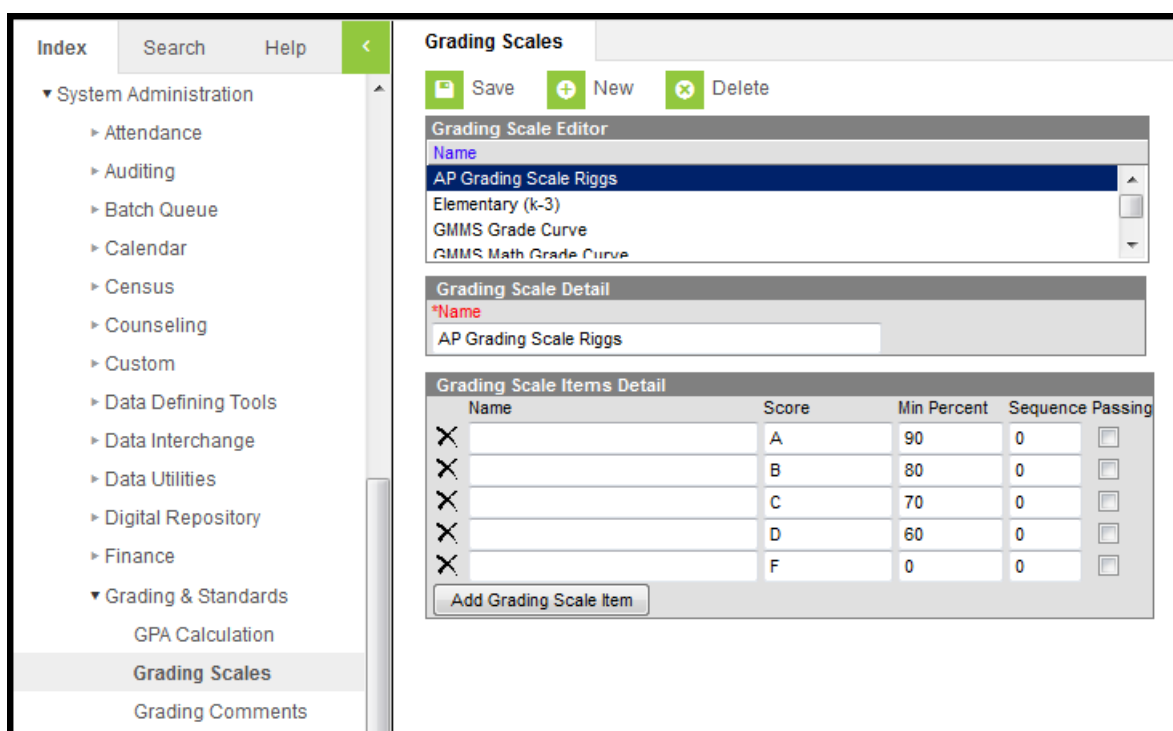 Index Search Help
System Administration
Attendance
Auditing
Batch Queue
Calendar
Census
Counseling
Custom
Data Defining Tools
Data Interchange
Data Utilities
Digital Repository
Finance
Grading & Standards
GPA Calculation
Grading Scales
Grading Comments
Grading Scales
Save New Delete
Grading Scale Editor
Name
AP Grading Scale Riggs
Elementary (k-3)
GMMS Grade Curve
GMMS Math Grade Curve
Grading Scale Detail
*Name
AP Grading Scale Riggs
Grading Scale Items Detail
Name Score Min Percent Sequence Passing
A 90 0
B 80 0
C 70 0
D 60 0
F 0 0
Add Grading Scale Item